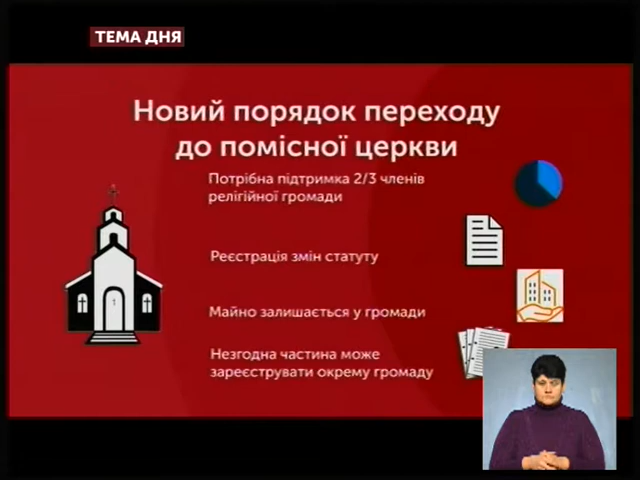 ТЕМА ДНЯ
Новий порядок переходу
до помісної церкви
Потрібна підтримка 2/3 членів
релігійної громади
Реєстрація змін статуту
Майно залишається у громади
Незгодна частина може
зареєструвати окрему громаду